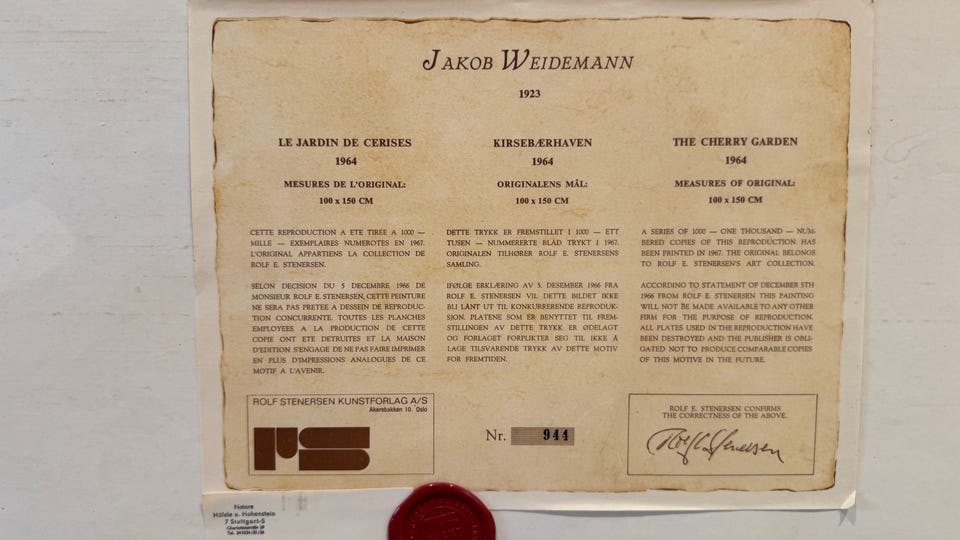 JAKOB WEIDEMANN
1923
LE JARDIN DE CERISES
1964
MESURES DE L'ORIGINAL:
100 x 150 CM
CETTE REPRODUCTION A ETE TIREE A 1000 —
MILLE — EXEMPLAIRES NUMEROTES EN 1967.
L'ORIGINAL APPARTIENS LA COLLECTION DE
ROLF E. STENERSEN.
SELON DECISION DU 5 DECEMBRE 1966 DE
MONSIEUR ROLF E. STENERSEN, CETTE PEINTURE
NE SERA PAS PRETEE A DESSEIN DE REPRODUC-
TION CONCURRENTE. TOUTES LES PLANCHES
EMPLOYEES A LA PRODUCTION DE CETTE
COPIE ONT ETE DETRUITES ET LA MAISON
D'EDITION S'ENGAGE DE NE PAS FAIRE IMPRIMER
EN PLUS D'IMPRESSIONS ANALOGUES DE CE
MOTIF A L'AVENIR.
KIRSEBÆRHAVEN
1964
ORIGINALENS MÅL:
100 x 150 CM
DETTE TRYKK ER FREMSTILLET I 1000 — ETT
TUSEN — NUMMERERTE BLAD TRYKT I 1967.
ORIGINALEN TILHØRER ROLF E. STENERSENS
SAMLING.
IFØLGE ERKLÆRING AV 5. DESEMBER 1966 FRA
ROLF E. STENERSEN VIL DETTE BILDET IKKE
BLI LÅNT UT TIL KONKURRERENDE REPRODUK-
SJON. PLATENE SOM ER BENYTTET TIL FREM-
STILLINGEN AV DETTE TRYKK ER ØDELAGT
OG FORLAGET FORPLIKTER SEG TIL IKKE Å
LAGE TILSVARENDE TRYKK AV DETTE MOTIV
FOR FREMTIDEN.
THE CHERRY GARDEN
1964
MEASURES OF ORIGINAL:
100 x 150 CM
A SERIES OF 1000 — ONE THOUSAND — NUM-
BERED COPIES OF THIS REPRODUCTION HAS
BEEN PRINTED IN 1967. THE ORIGINAL BELONGS
TO ROLF E. STENERSEN'S ART COLLECTION.
ACCORDING TO STATEMENT OF DECEMBER 5TH
1966 FROM ROLF E. STENERSEN THIS PAINTING
WILL NOT BE MADE AVAILABLE TO ANY OTHER
FIRM FOR THE PURPOSE OF REPRODUCTION.
ALL PLATES USED IN THE REPRODUCTION HAVE
BEEN DESTROYED AND THE PUBLISHER IS OBLI-
GATED NOT TO PRODUCE COMPARABLE COPIES
OF THIS MOTIVE IN THE FUTURE.
ROLF STENERSEN KUNSTFORLAG A/S
Akersbakken 10. Oslo
Nr. 944
ROLF E. STENERSEN CONFIRMS
THE CORRECTNESS OF THE ABOVE.
Rolf E. Stenersen
Notare
Häfele u. Hohenstein
7 Stuttgart-S